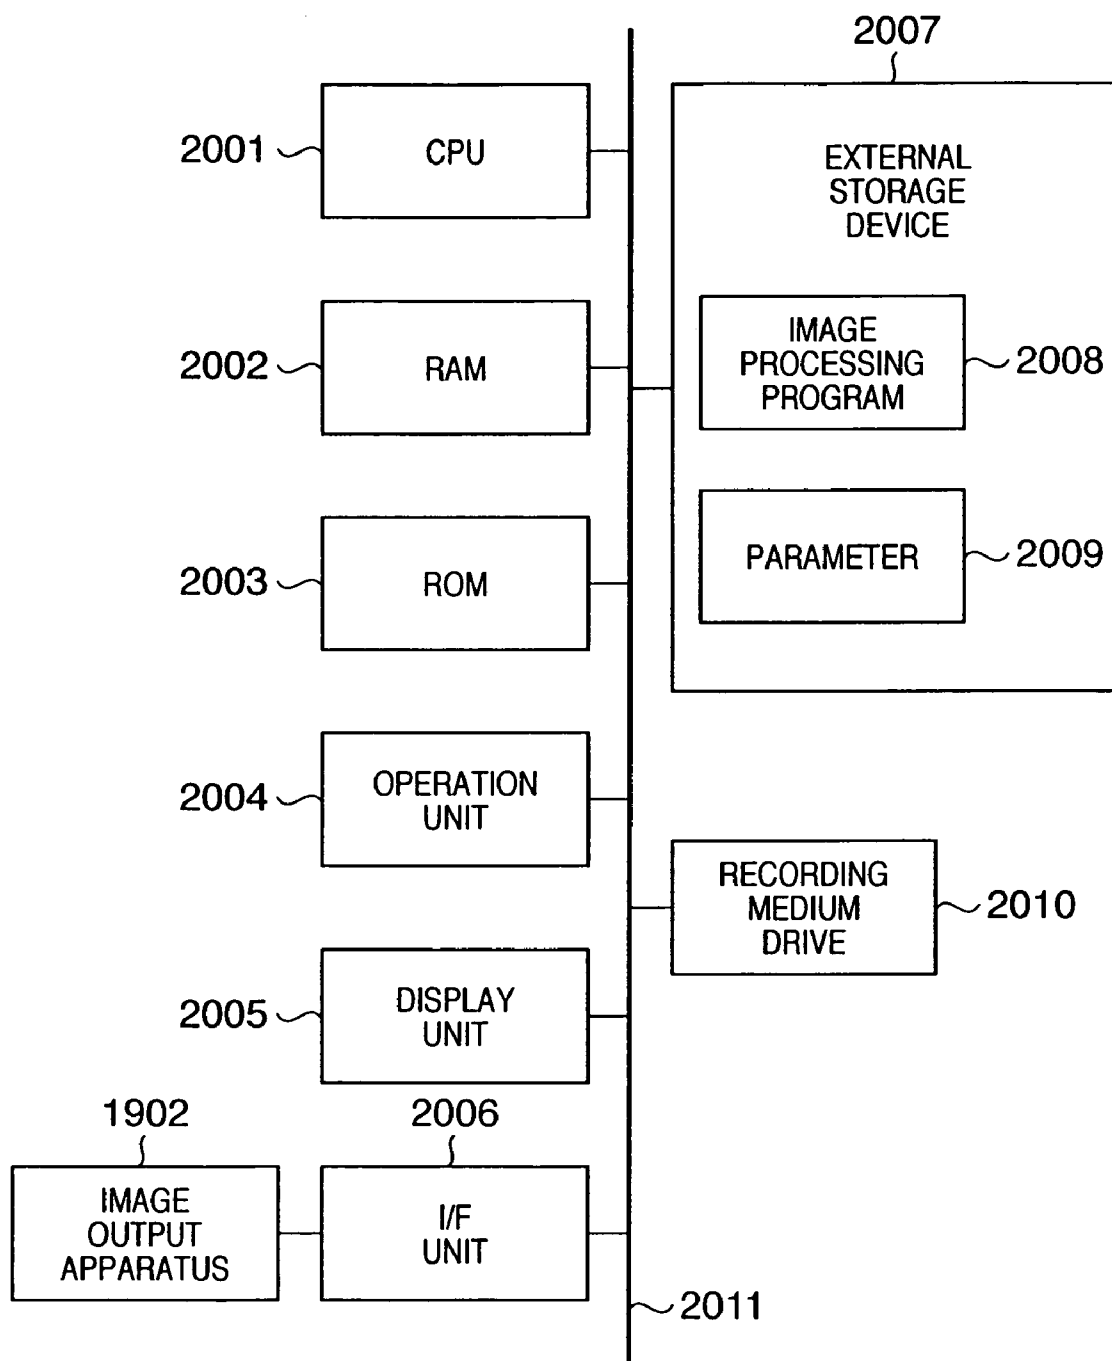 2007
2001
CPU
EXTERNAL
STORAGE
DEVICE
2002
RAM
IMAGE
PROCESSING
PROGRAM
2008
2003
ROM
PARAMETER
2009
2004
OPERATION
UNIT
RECORDING
MEDIUM
DRIVE
2010
2005
DISPLAY
UNIT
1902
2006
IMAGE
OUTPUT
APPARATUS
I/F
UNIT
2011